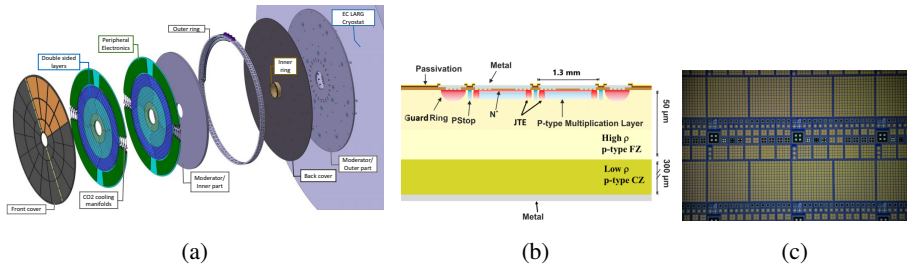 EC LARG
Cryostat
Outer ring
Peripheral
Electronics
Inner
ring
Double sided
layers
Moderator/
Outer part
Back cover
Moderator/
Inner part
CO2 cooling
manifolds
Front cover
(a)
Passivation
Metal
1.3 mm
Guard Ring
PStop
N+
JTE
P-type Multiplication Layer
50 μm
High ρ
p-type FZ
Low ρ
p-type CZ
300 μm
Metal
(b)
(c)